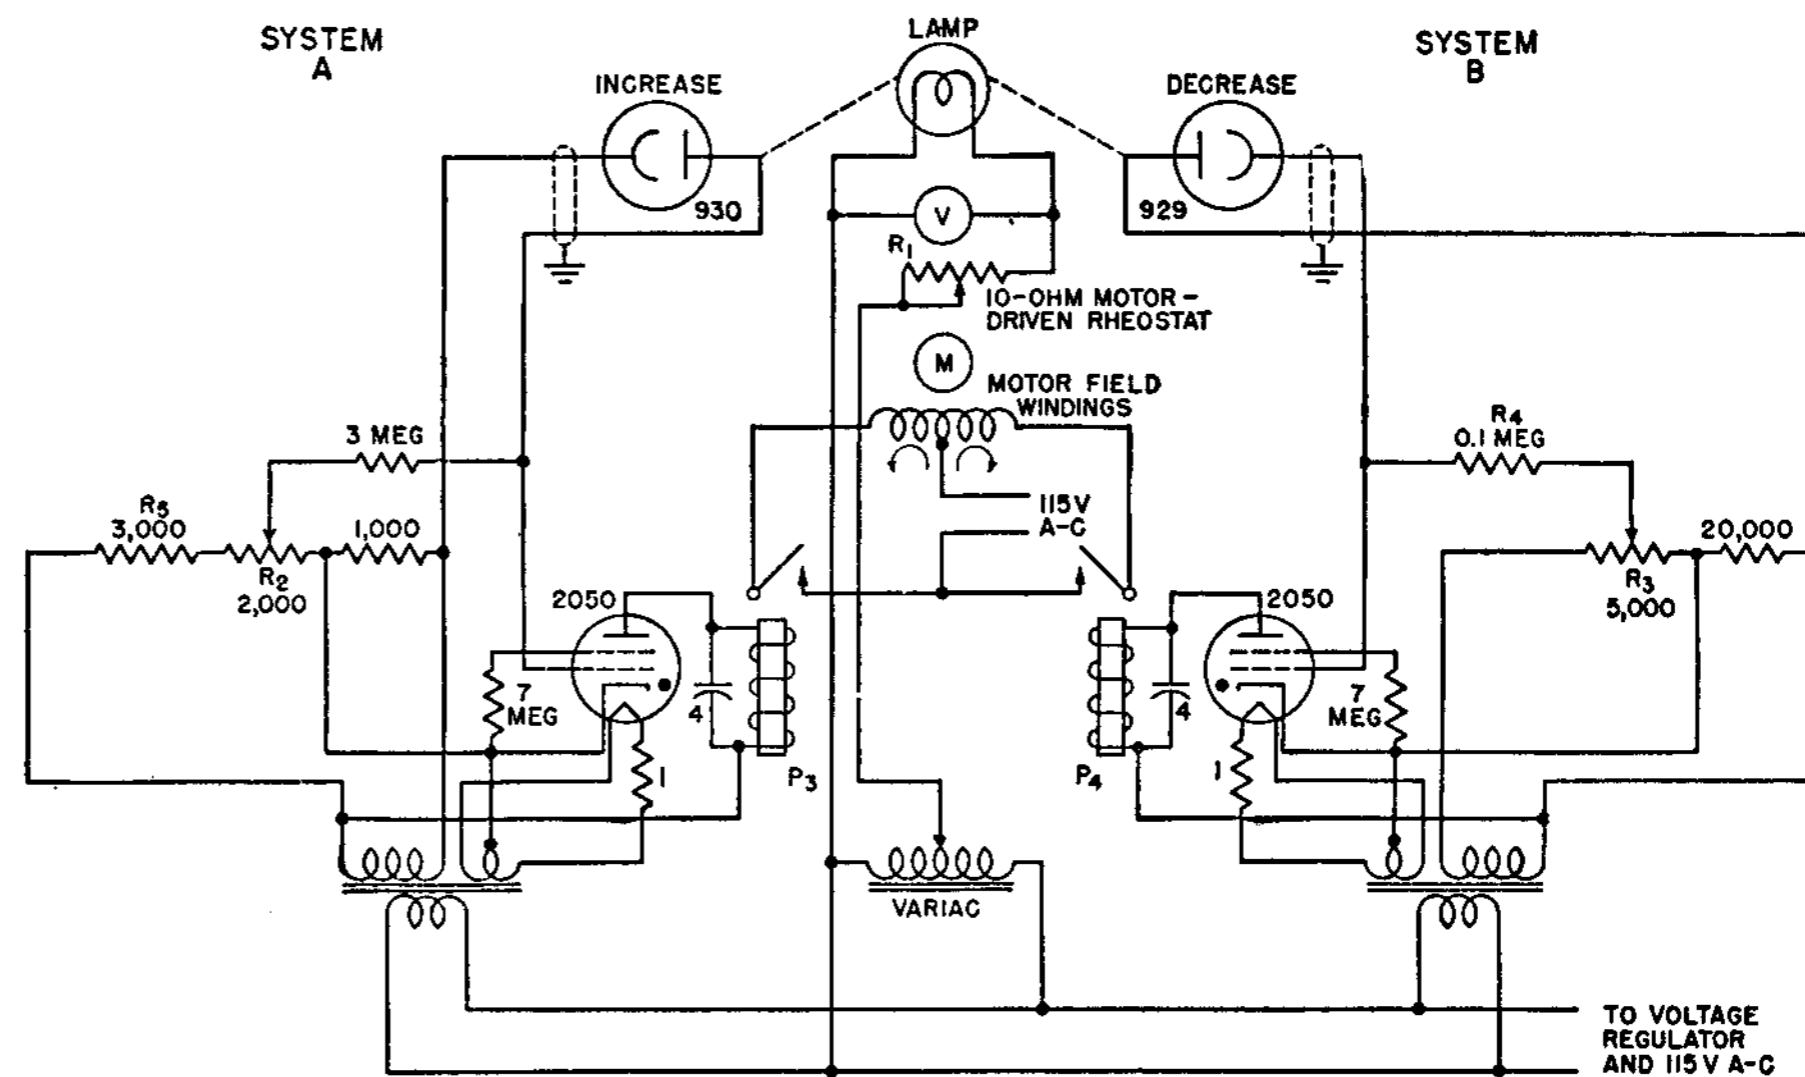 SYSTEM
A
LAMP
SYSTEM
B
INCREASE
DECREASE
930
V
929
R1
10-OHM MOTOR-
DRIVEN RHEOSTAT
M
MOTOR FIELD
WINDINGS
3 MEG
R4
0.1 MEG
115V
A-C
R5
3,000
1,000
20,000
R2
2,000
R3
5,000
2050
2050
7
MEG
4
4
7
MEG
1
P3
P4
1
VARIAC
TO VOLTAGE
REGULATOR
AND 115V A-C